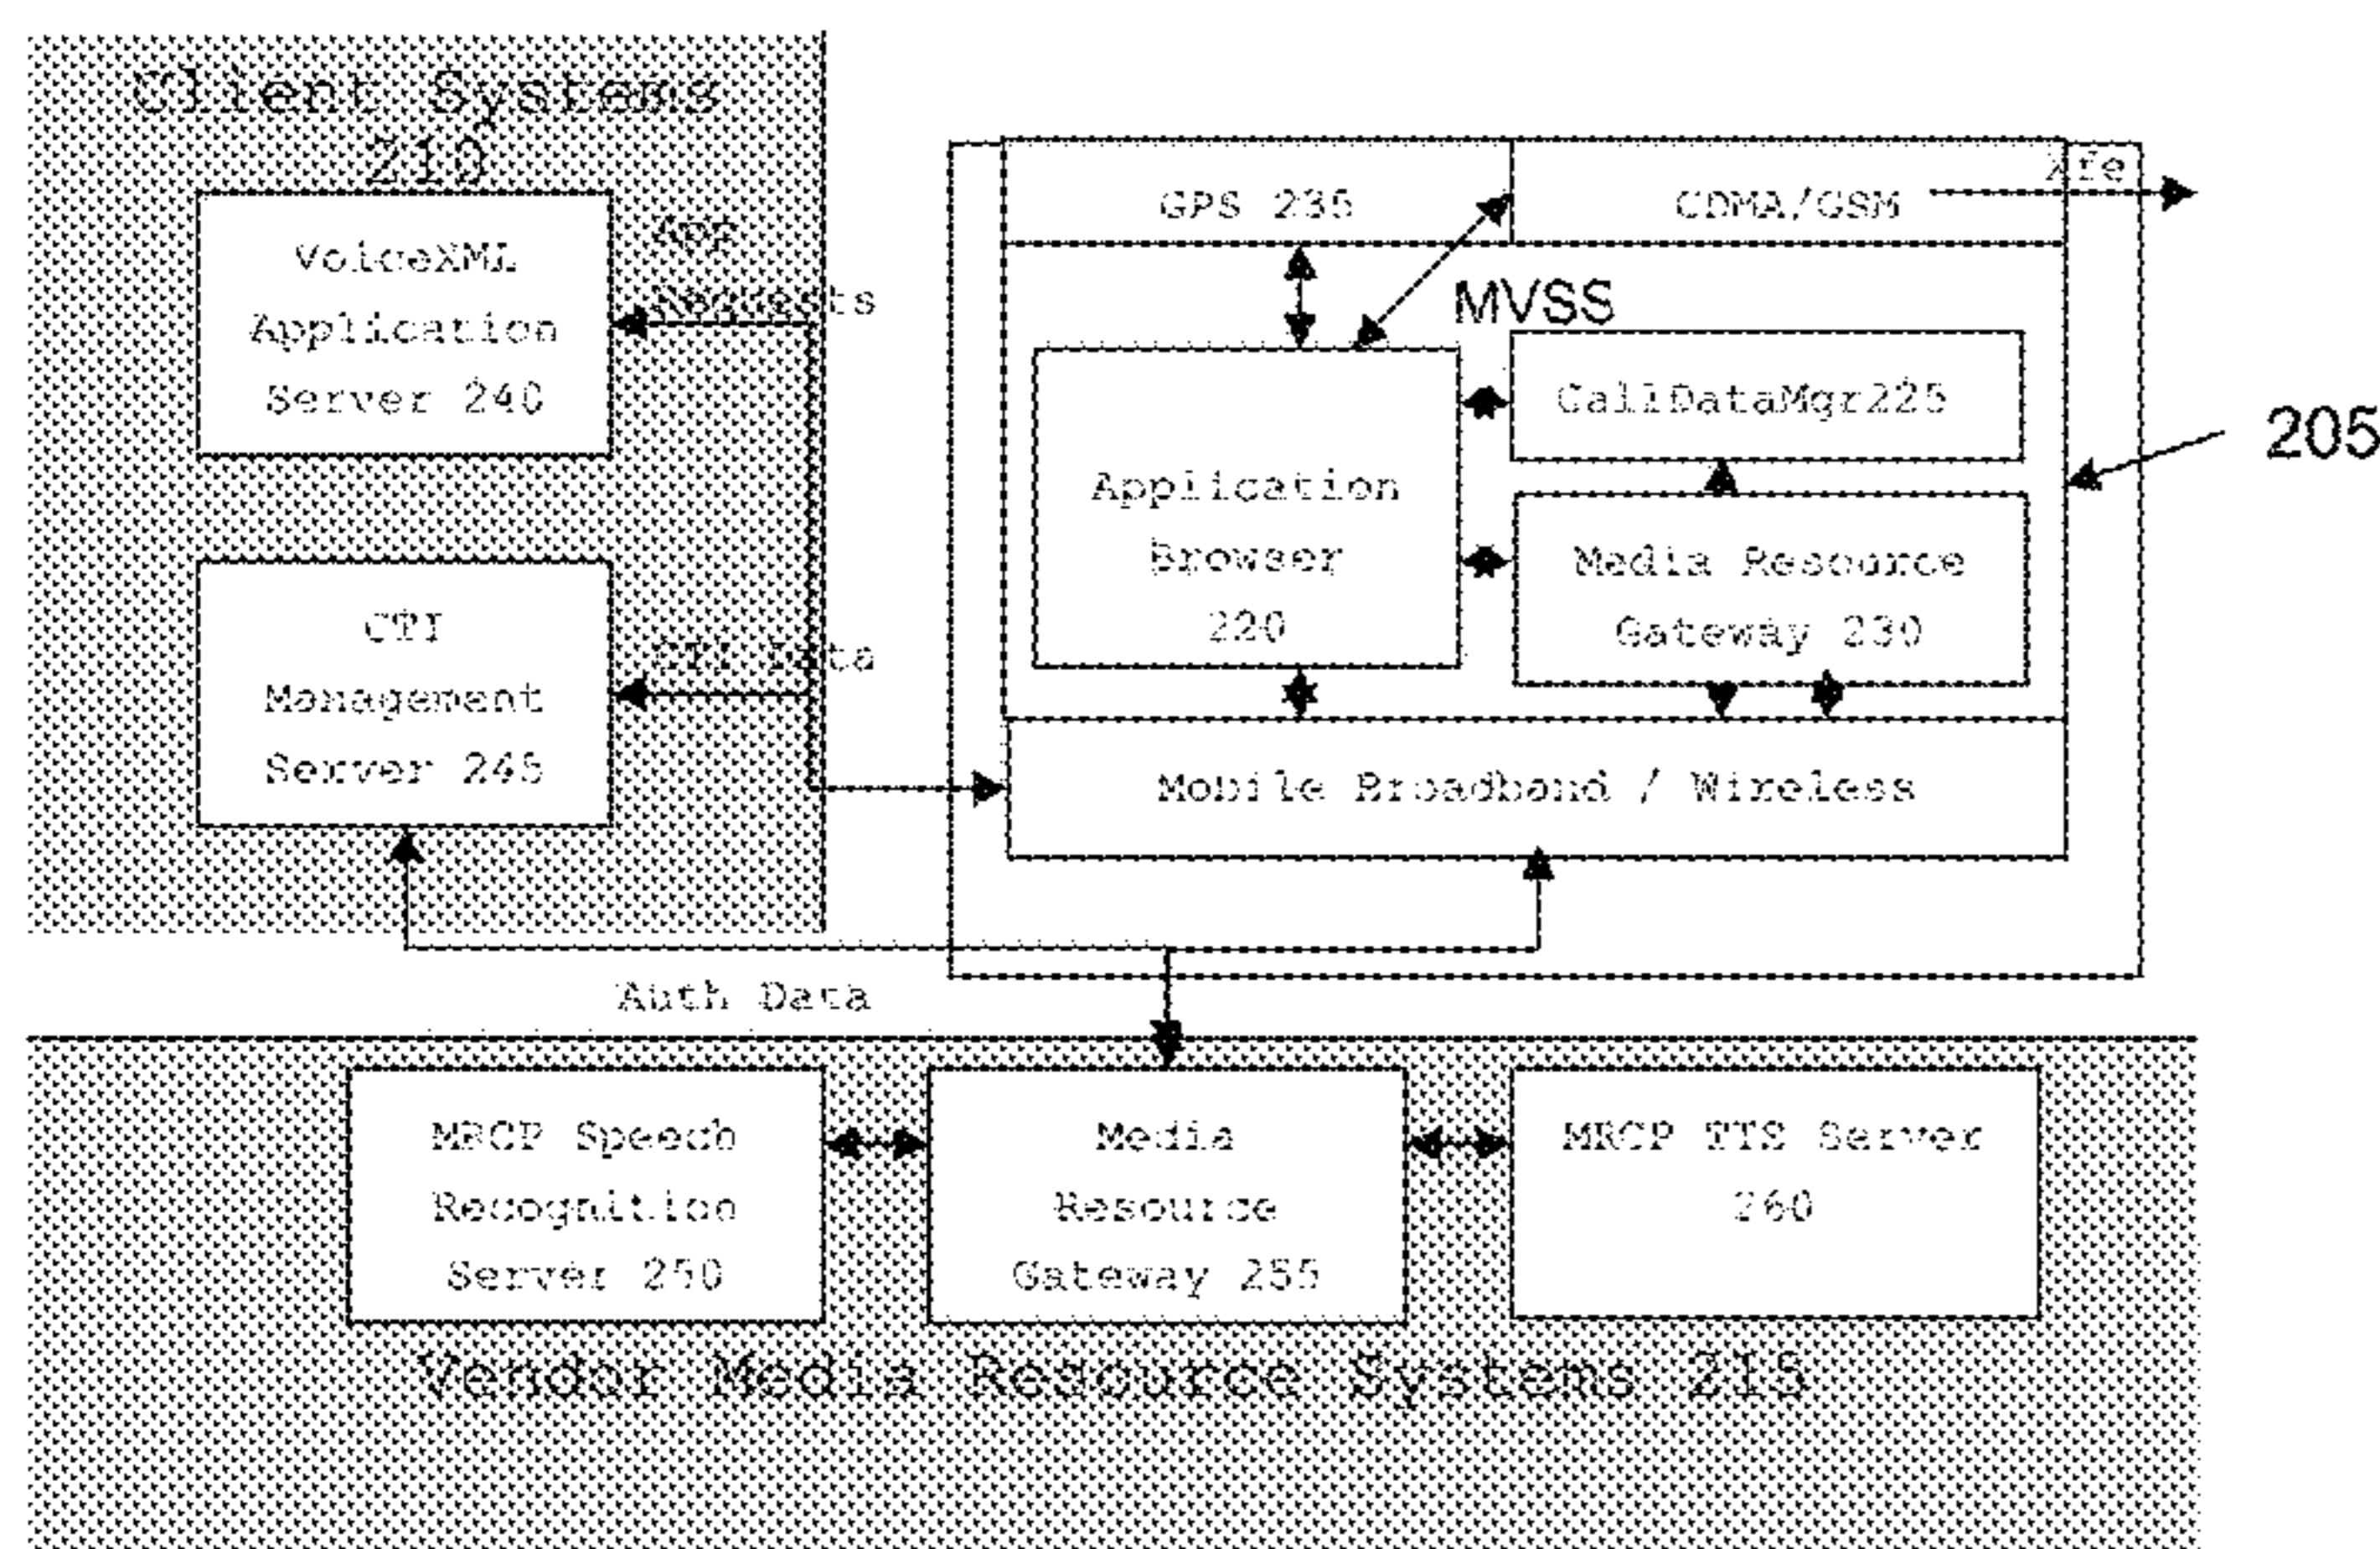 Client Systems
210
VoiceXML
Application
Server 240
App
Requests
CTI
Management
Server 245
CTI Data
GPS 235
CDMA/GSM
Xfe
MVSS
Application
Browser
220
CallDataMgr225
Media Resource
Gateway 230
205
Mobile Broadband / Wireless
Auth Data
MRCP Speech
Recognition
Server 250
Media
Resource
Gateway 255
MRCP TTS Server
260
Vendor Media Resource Systems 215